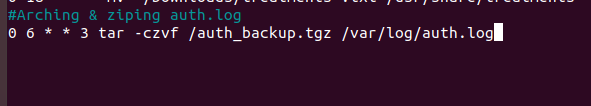 #Arching & ziping auth.log
0 6 * * 3 tar -czvf /auth_backup.tgz /var/log/auth.log